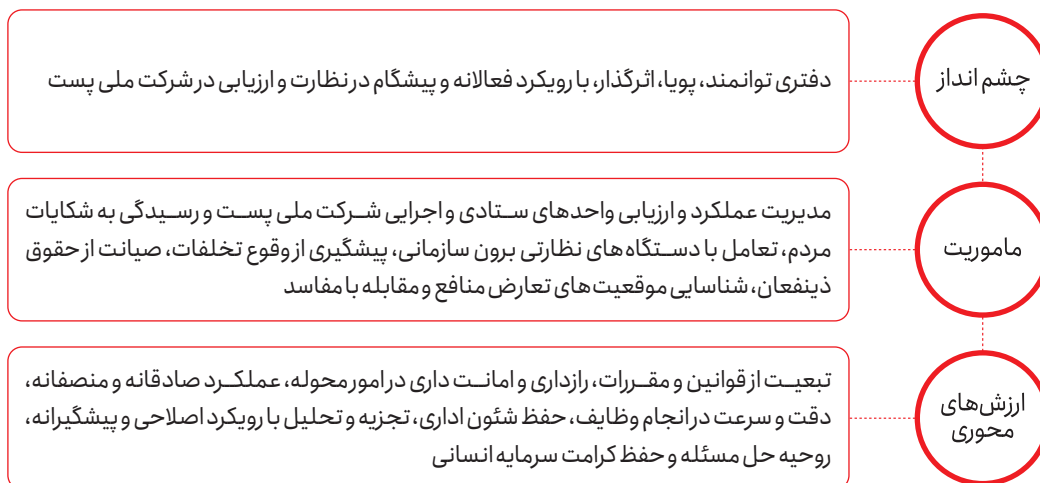 چشم انداز
دفتری توانمند، پویا، اثرگذار، با رویکرد فعالانه و پیشگام در نظارت و ارزیابی در شرکت ملی پست
ماموریت
مدیریت عملکرد و ارزیابی واحدهای ستادی و اجرایی شرکت ملی پست و رسیدگی به شکایات
مردم، تعامل با دستگاه‌های نظارتی برون سازمانی، پیشگیری از وقوع تخلفات، صیانت از حقوق
ذینفعان، شناسایی موقعیت‌های تعارض منافع و مقابله با مفاسد
ارزش‌های
محوری
تبعیت از قوانین و مقررات، رازداری و امانت داری در امور محوله، عملکرد صادقانه و منصفانه،
دقت و سرعت در انجام وظایف، حفظ شئون اداری، تجزیه و تحلیل با رویکرد اصلاحی و پیشگیرانه،
روحیه حل مسئله و حفظ کرامت سرمایه انسانی